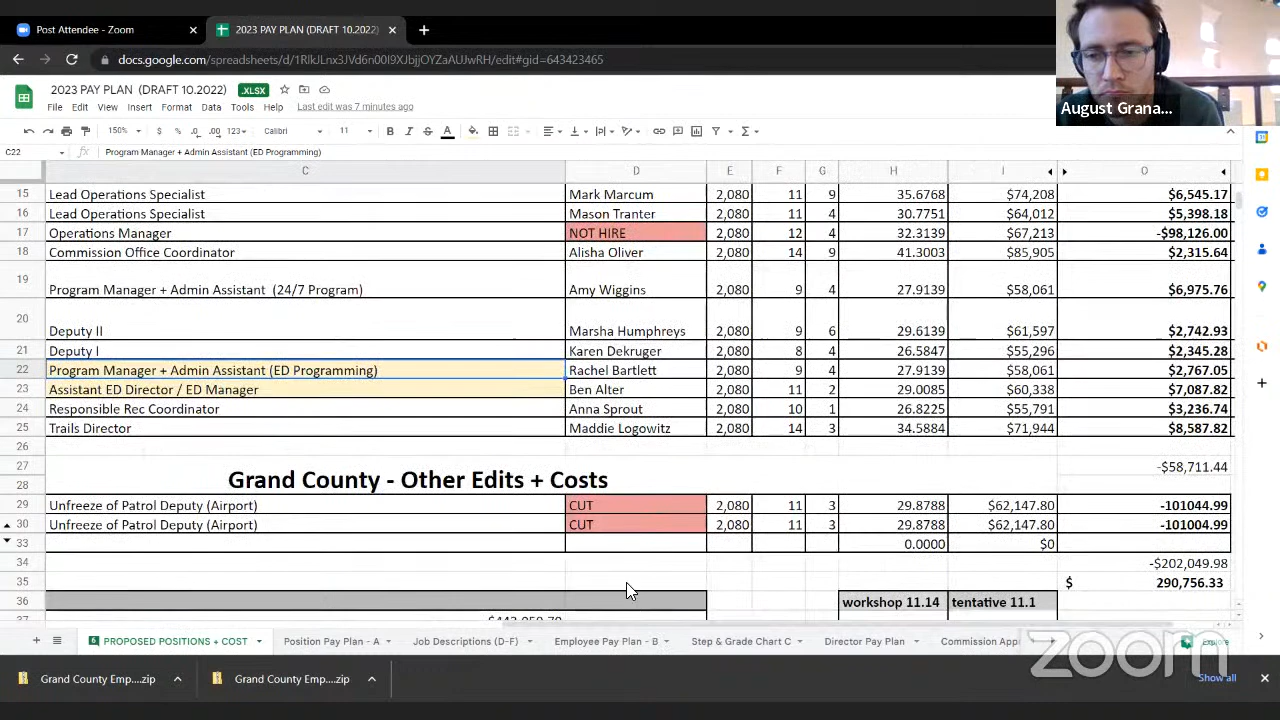 Post Attendee - Zoom
2023 PAY PLAN (DRAFT 10.2022)
docs.google.com/spreadsheets/d/1RlkJLnx3JVd6n00I9XJbjjOYZaAUJwRH/edit#gid=643423465
August Grana...
2023 PAY PLAN (DRAFT 10.2022) .XLSX
File Edit View Insert Format Data Tools Help Last edit was 7 minutes ago
150% $ % .0 .00 123 Calibri 11 B I S A
C22 fx Program Manager + Admin Assistant (ED Programming)
C D E F G H I O
15 Lead Operations Specialist Mark Marcum 2,080 11 9 35.6768 $74,208 $6,545.17
16 Lead Operations Specialist Mason Tranter 2,080 11 4 30.7751 $64,012 $5,398.18
17 Operations Manager NOT HIRE 2,080 12 4 32.3139 $67,213 -$98,126.00
18 Commission Office Coordinator Alisha Oliver 2,080 14 9 41.3003 $85,905 $2,315.64
19 Program Manager + Admin Assistant (24/7 Program) Amy Wiggins 2,080 9 4 27.9139 $58,061 $6,975.76
20 Deputy II Marsha Humphreys 2,080 9 6 29.6139 $61,597 $2,742.93
21 Deputy I Karen Dekruger 2,080 8 4 26.5847 $55,296 $2,345.28
22 Program Manager + Admin Assistant (ED Programming) Rachel Bartlett 2,080 9 4 27.9139 $58,061 $2,767.05
23 Assistant ED Director / ED Manager Ben Alter 2,080 11 2 29.0085 $60,338 $7,087.82
24 Responsible Rec Coordinator Anna Sprout 2,080 10 1 26.8225 $55,791 $3,236.74
25 Trails Director Maddie Logowitz 2,080 14 3 34.5884 $71,944 $8,587.82
26
27 -$58,711.44
28 Grand County - Other Edits + Costs
29 Unfreeze of Patrol Deputy (Airport) CUT 2,080 11 3 29.8788 $62,147.80 -101044.99
30 Unfreeze of Patrol Deputy (Airport) CUT 2,080 11 3 29.8788 $62,147.80 -101004.99
33 0.0000 $0
34 -$202,049.98
35 $ 290,756.33
36 workshop 11.14 tentative 11.1
6 PROPOSED POSITIONS + COST Position Pay Plan - A Job Descriptions (D-F) Employee Pay Plan - B Step & Grade Chart C Director Pay Plan Commission App Explore
zoom
Grand County Emp....zip Grand County Emp....zip Show all